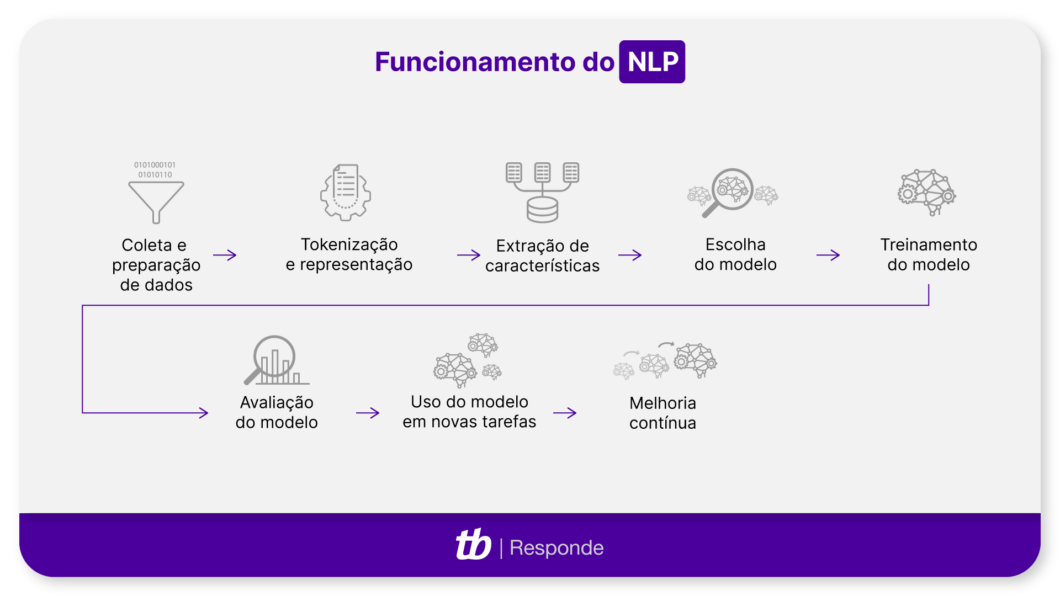 Funcionamento do NLP
0101000101
01010110
Coleta e
preparação
de dados
Tokenização
e representação
Extração de
características
Escolha
do modelo
Treinamento
do modelo
Avaliação
do modelo
Uso do modelo
em novas tarefas
Melhoria
contínua
tb | Responde